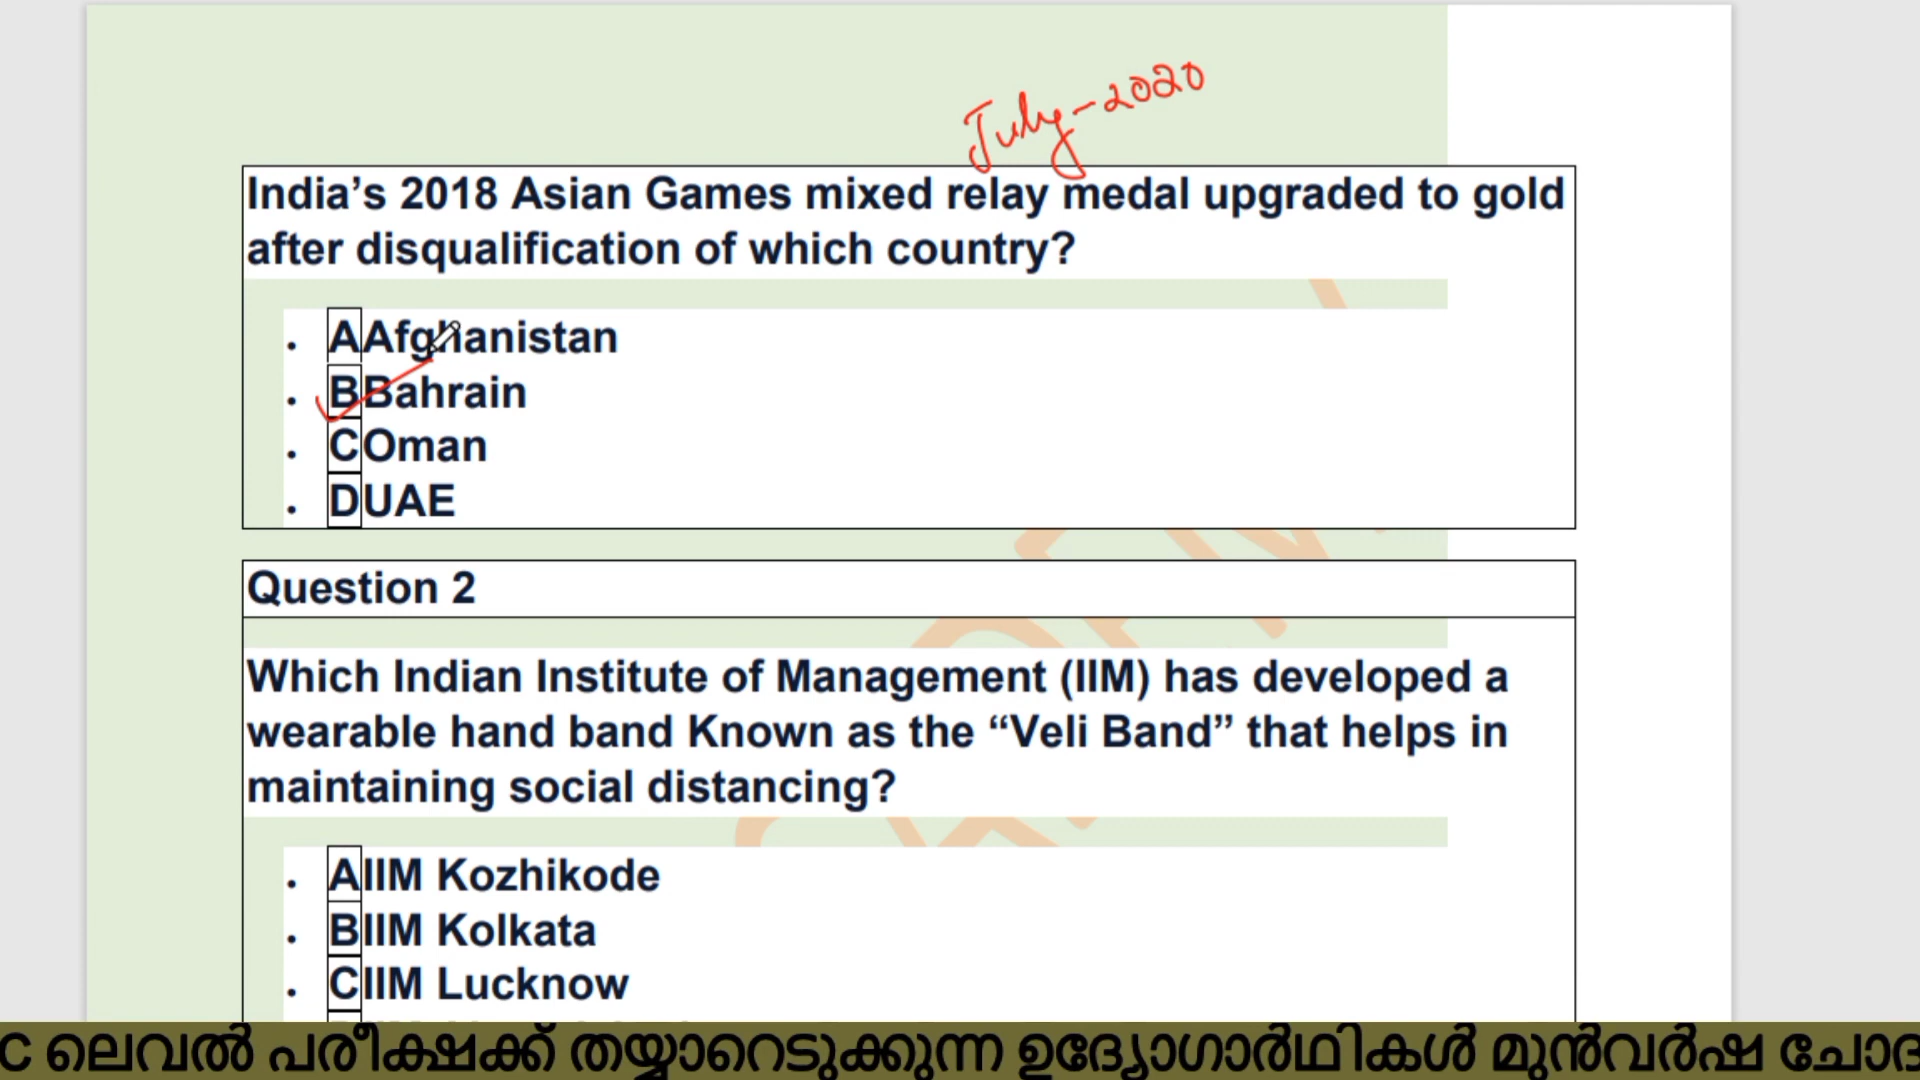 July-2020
India’s 2018 Asian Games mixed relay medal upgraded to gold
after disqualification of which country?
A Afghanistan
B Bahrain
C Oman
D UAE
Question 2
Which Indian Institute of Management (IIM) has developed a
wearable hand band Known as the “Veli Band” that helps in
maintaining social distancing?
A IIM Kozhikode
B IIM Kolkata
C IIM Lucknow
C ലെവൽ പരീക്ഷക്ക് തയ്യാറെടുക്കുന്ന ഉദ്യോഗാർഥികൾ മുൻവർഷ